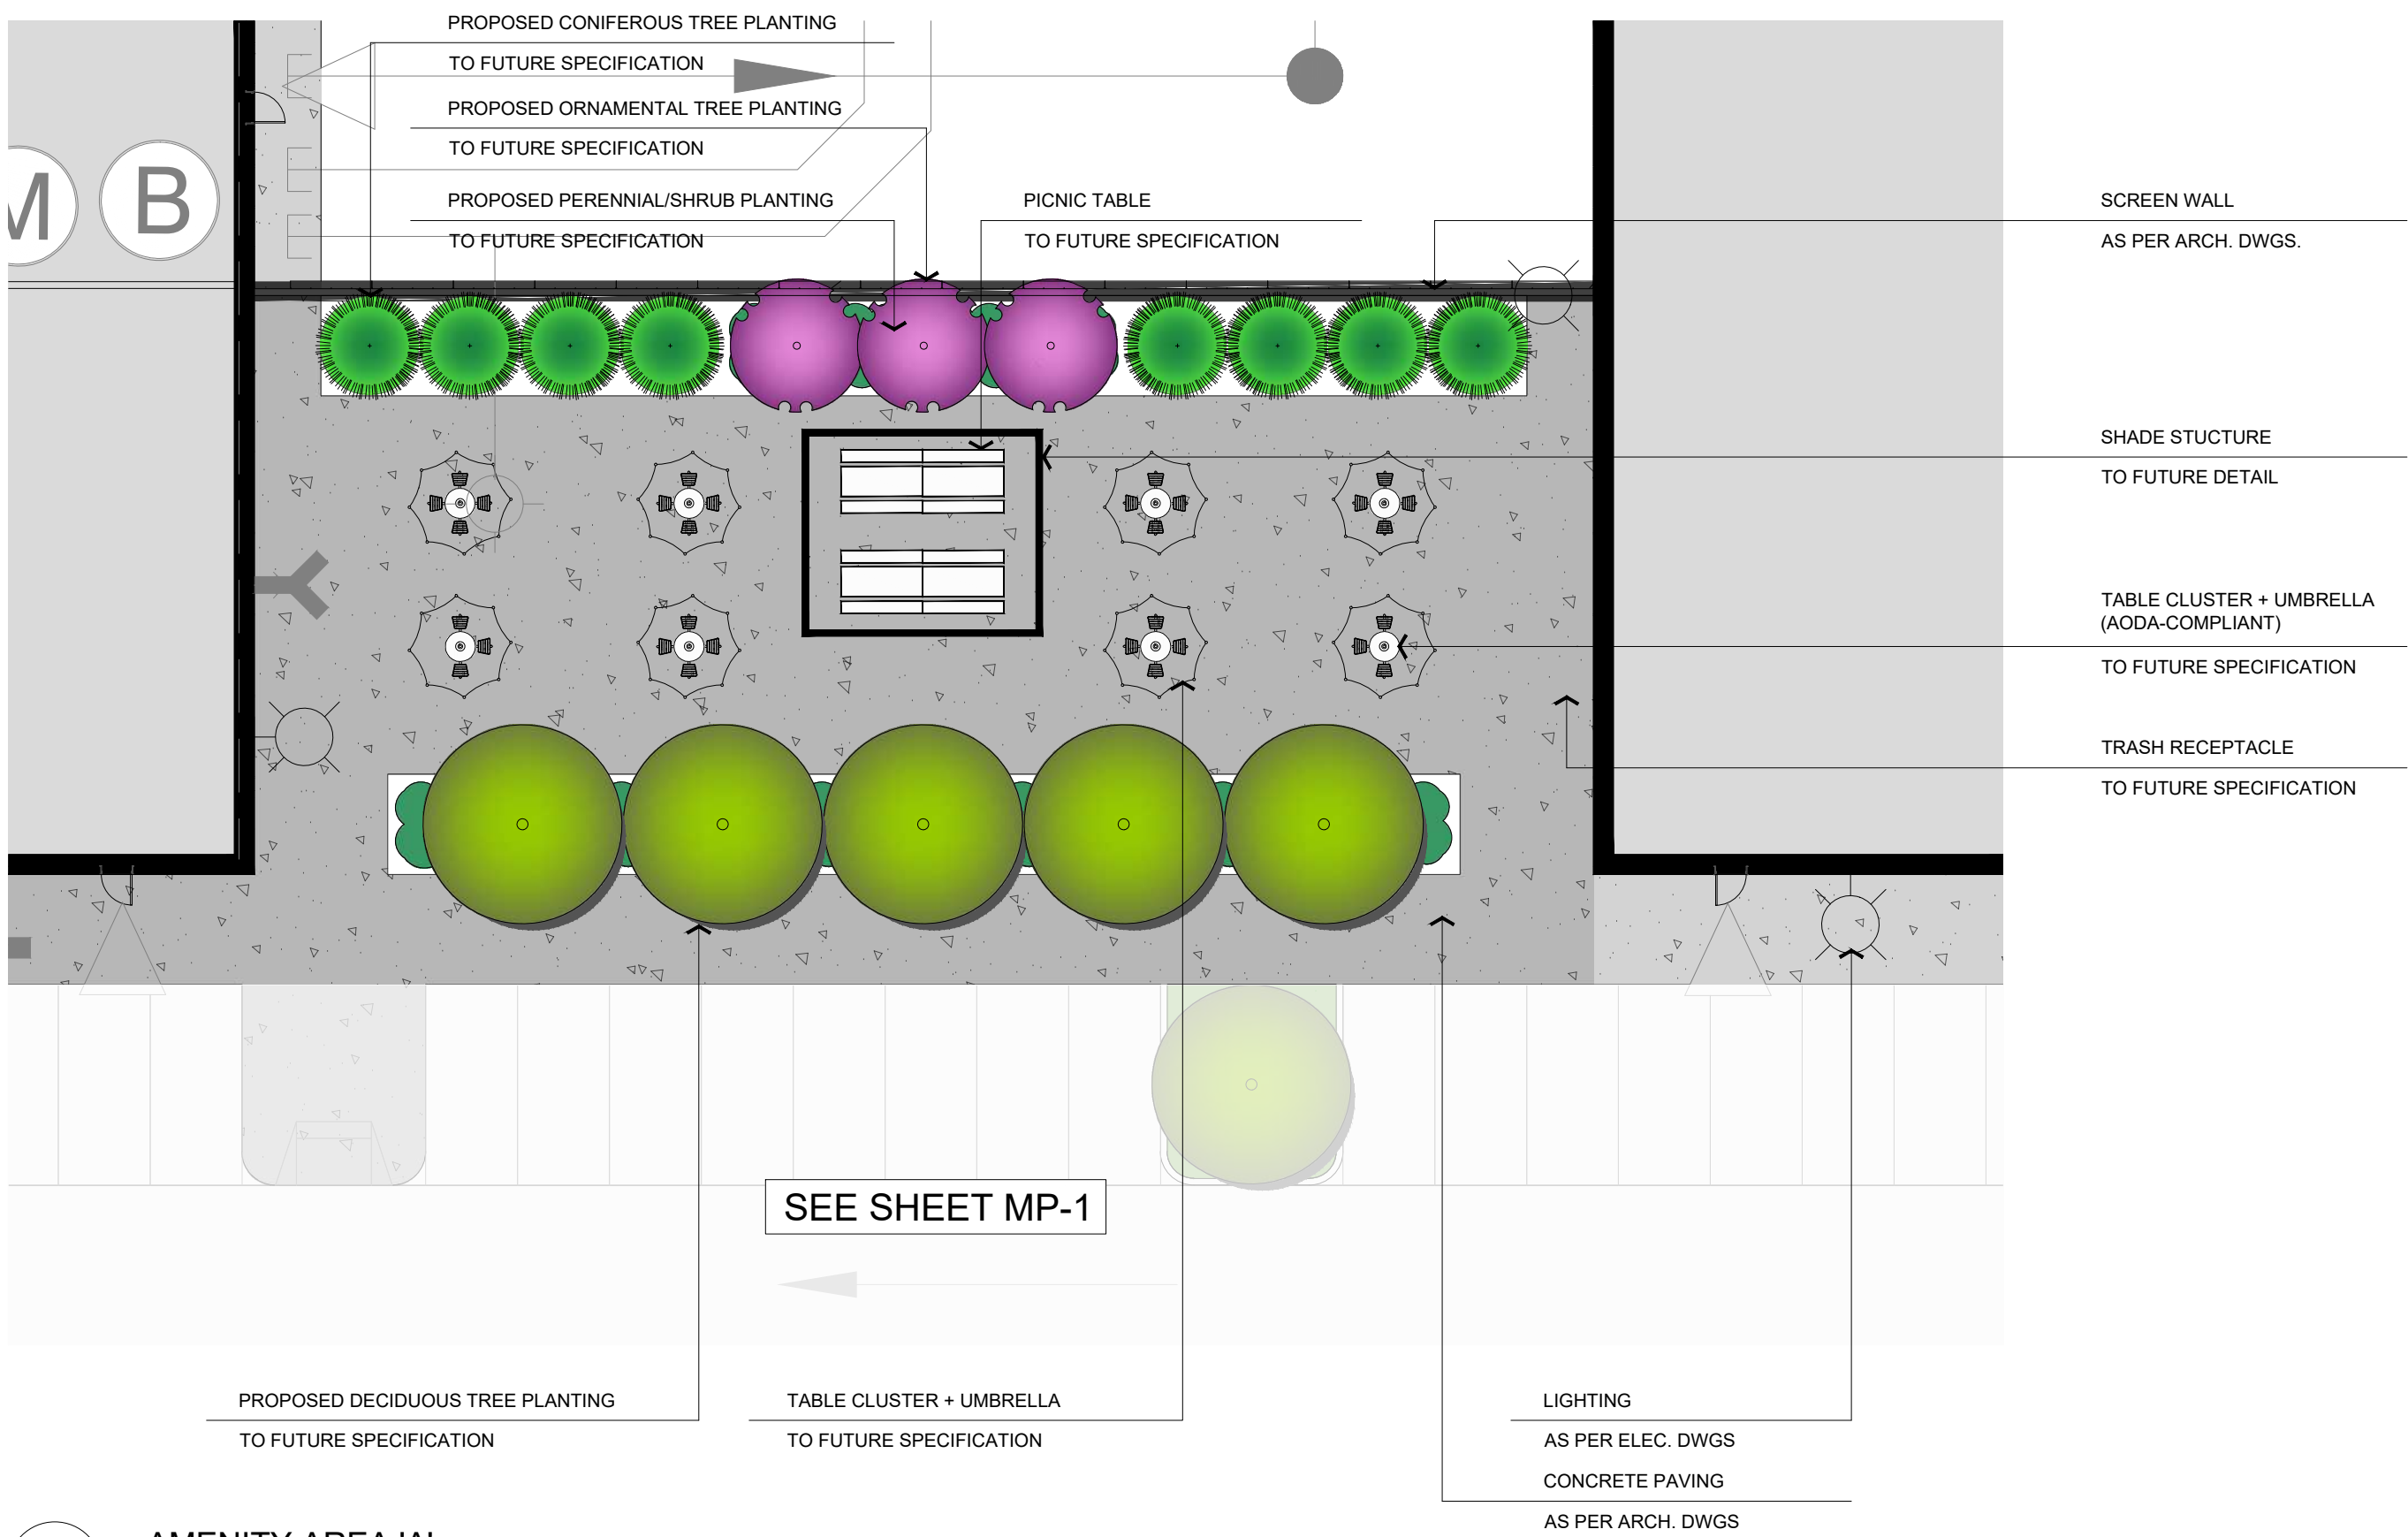 PROPOSED CONIFEROUS TREE PLANTING
TO FUTURE SPECIFICATION
PROPOSED ORNAMENTAL TREE PLANTING
TO FUTURE SPECIFICATION
PROPOSED PERENNIAL/SHRUB PLANTING
TO FUTURE SPECIFICATION
PICNIC TABLE
TO FUTURE SPECIFICATION
SCREEN WALL
AS PER ARCH. DWGS.
M B
SHADE STUCTURE
TO FUTURE DETAIL
TABLE CLUSTER + UMBRELLA
(AODA-COMPLIANT)
TO FUTURE SPECIFICATION
TRASH RECEPTACLE
TO FUTURE SPECIFICATION
SEE SHEET MP-1
PROPOSED DECIDUOUS TREE PLANTING
TO FUTURE SPECIFICATION
TABLE CLUSTER + UMBRELLA
TO FUTURE SPECIFICATION
LIGHTING
AS PER ELEC. DWGS
CONCRETE PAVING
AS PER ARCH. DWGS
AMENITY AREA 'A'